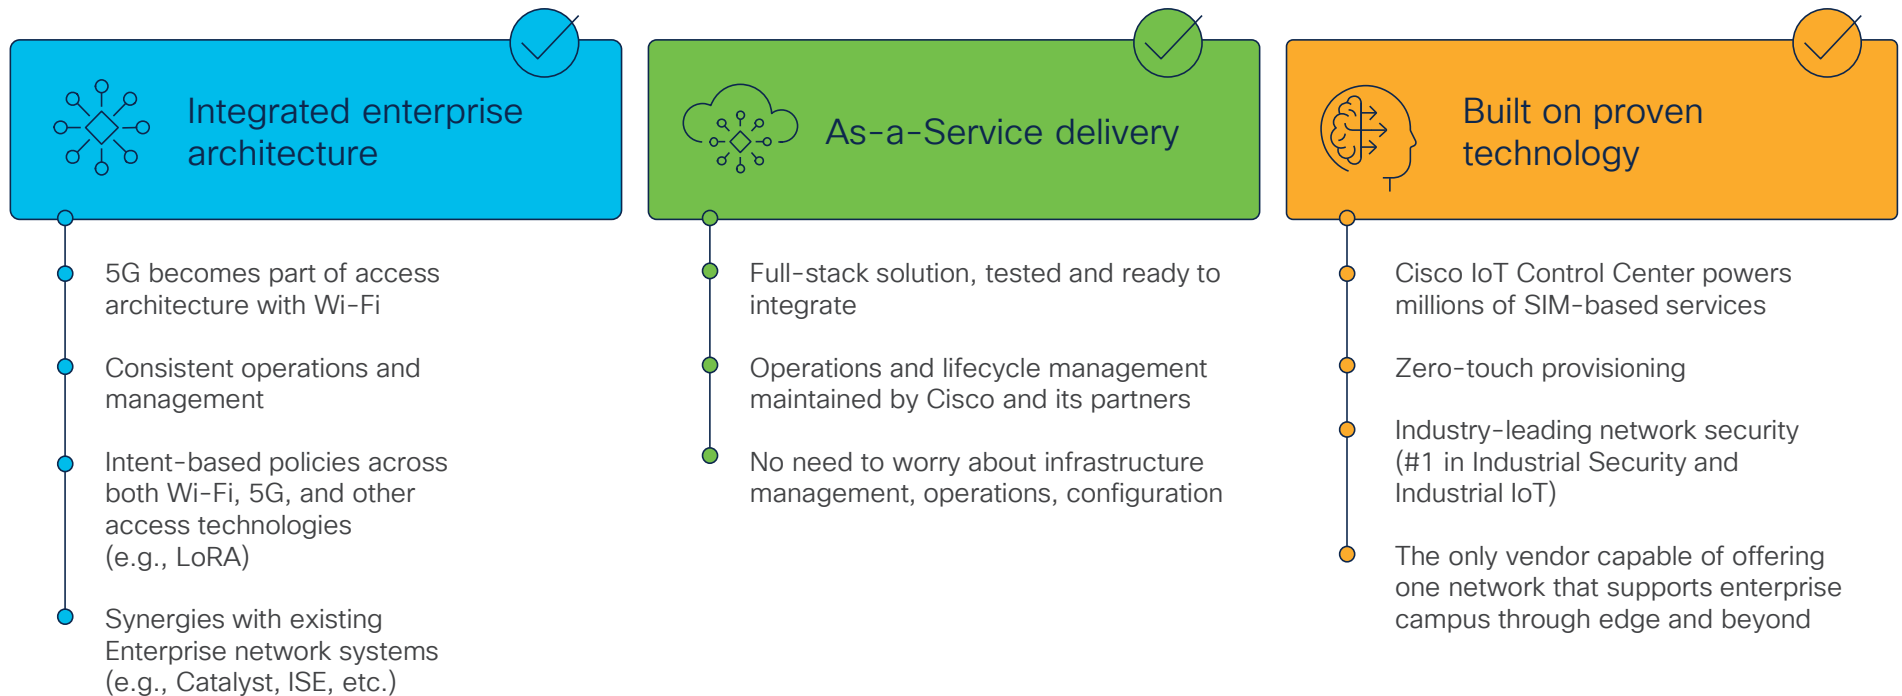 Integrated enterprise
architecture
5G becomes part of access
architecture with Wi-Fi
Consistent operations and
management
Intent-based policies across
both Wi-Fi, 5G, and other
access technologies
(e.g., LoRA)
Synergies with existing
Enterprise network systems
(e.g., Catalyst, ISE, etc.)
As-a-Service delivery
Full-stack solution, tested and ready to
integrate
Operations and lifecycle management
maintained by Cisco and its partners
No need to worry about infrastructure
management, operations, configuration
Built on proven
technology
Cisco IoT Control Center powers
millions of SIM-based services
Zero-touch provisioning
Industry-leading network security
(#1 in Industrial Security and
Industrial IoT)
The only vendor capable of offering
one network that supports enterprise
campus through edge and beyond